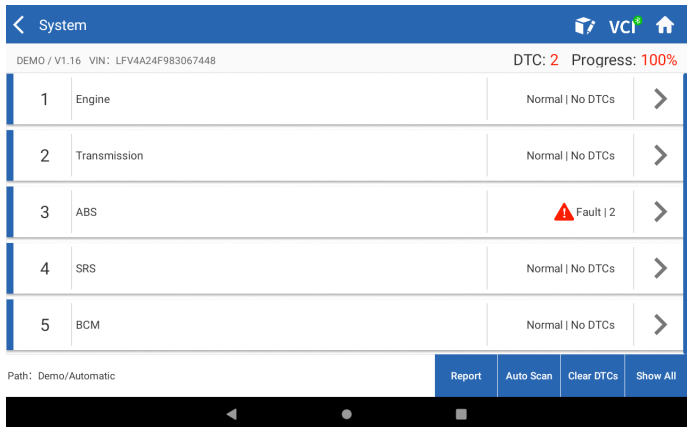 System
VCI
DEMO / V1.16 VIN: LFV4A24F983067448
DTC: 2 Progress: 100%
1 Engine Normal | No DTCs
2 Transmission Normal | No DTCs
3 ABS Fault | 2
4 SRS Normal | No DTCs
5 BCM Normal | No DTCs
Path: Demo/Automatic
Report Auto Scan Clear DTCs Show All